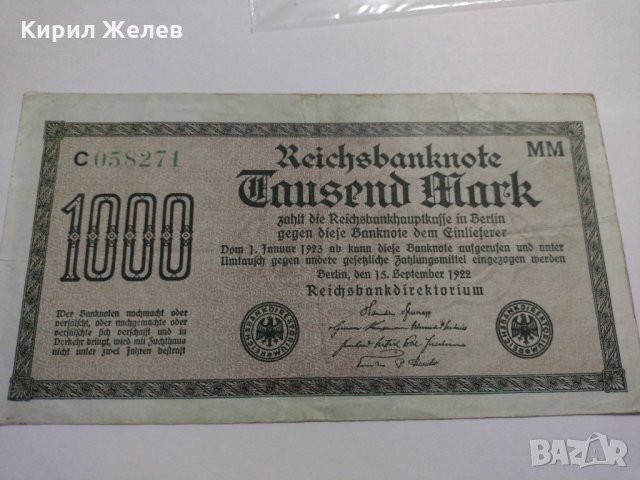 Кирил Желев
C 058271
Reichsbanknote
MM
Tausend Mark
1000
zahlt die Reichsbankhauptkasse in Berlin
gegen diese Banknote dem Einlieferer
Vom 1. Januar 1923 ab kann diese Banknote aufgerufen und unter
Umtausch gegen andere gesetzliche Zahlungsmittel eingezogen werden
Berlin, den 15. September 1922
Reichsbankdirektorium
Wer Banknoten nachmacht oder
verfälscht, oder nachgemachte oder
verfälschte sich verschafft und in
Verkehr bringt, wird mit Zuchthaus
nicht unter zwei Jahren bestraft
REICHSBANKDIREKTORIUM
REICHSBANKDIREKTORIUM
BAZAR